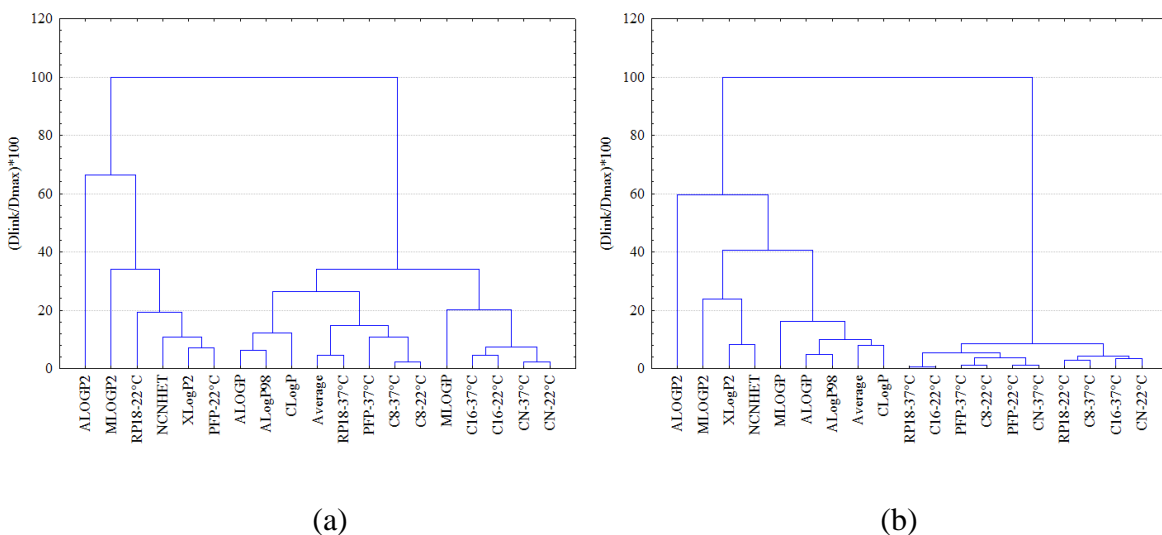 120
100
80
60
40
20
0
(Dlink/Dmax)*100
ALOGP2
MLOGP2
RP18-22°C
NCNHET
XLogP2
PFP-22°C
ALOGP
ALogP98
CLogP
Average
RP18-37°C
PFP-37°C
C8-37°C
C8-22°C
MLOGP
C16-37°C
C16-22°C
CN-37°C
CN-22°C
(a)
120
100
80
60
40
20
0
(Dlink/Dmax)*100
ALOGP2
MLOGP2
XLogP2
NCNHET
MLOGP
ALOGP
ALogP98
Average
CLogP
RP18-37°C
C16-22°C
PFP-37°C
C8-22°C
PFP-22°C
CN-37°C
RP18-22°C
C8-37°C
C16-37°C
CN-22°C
(b)